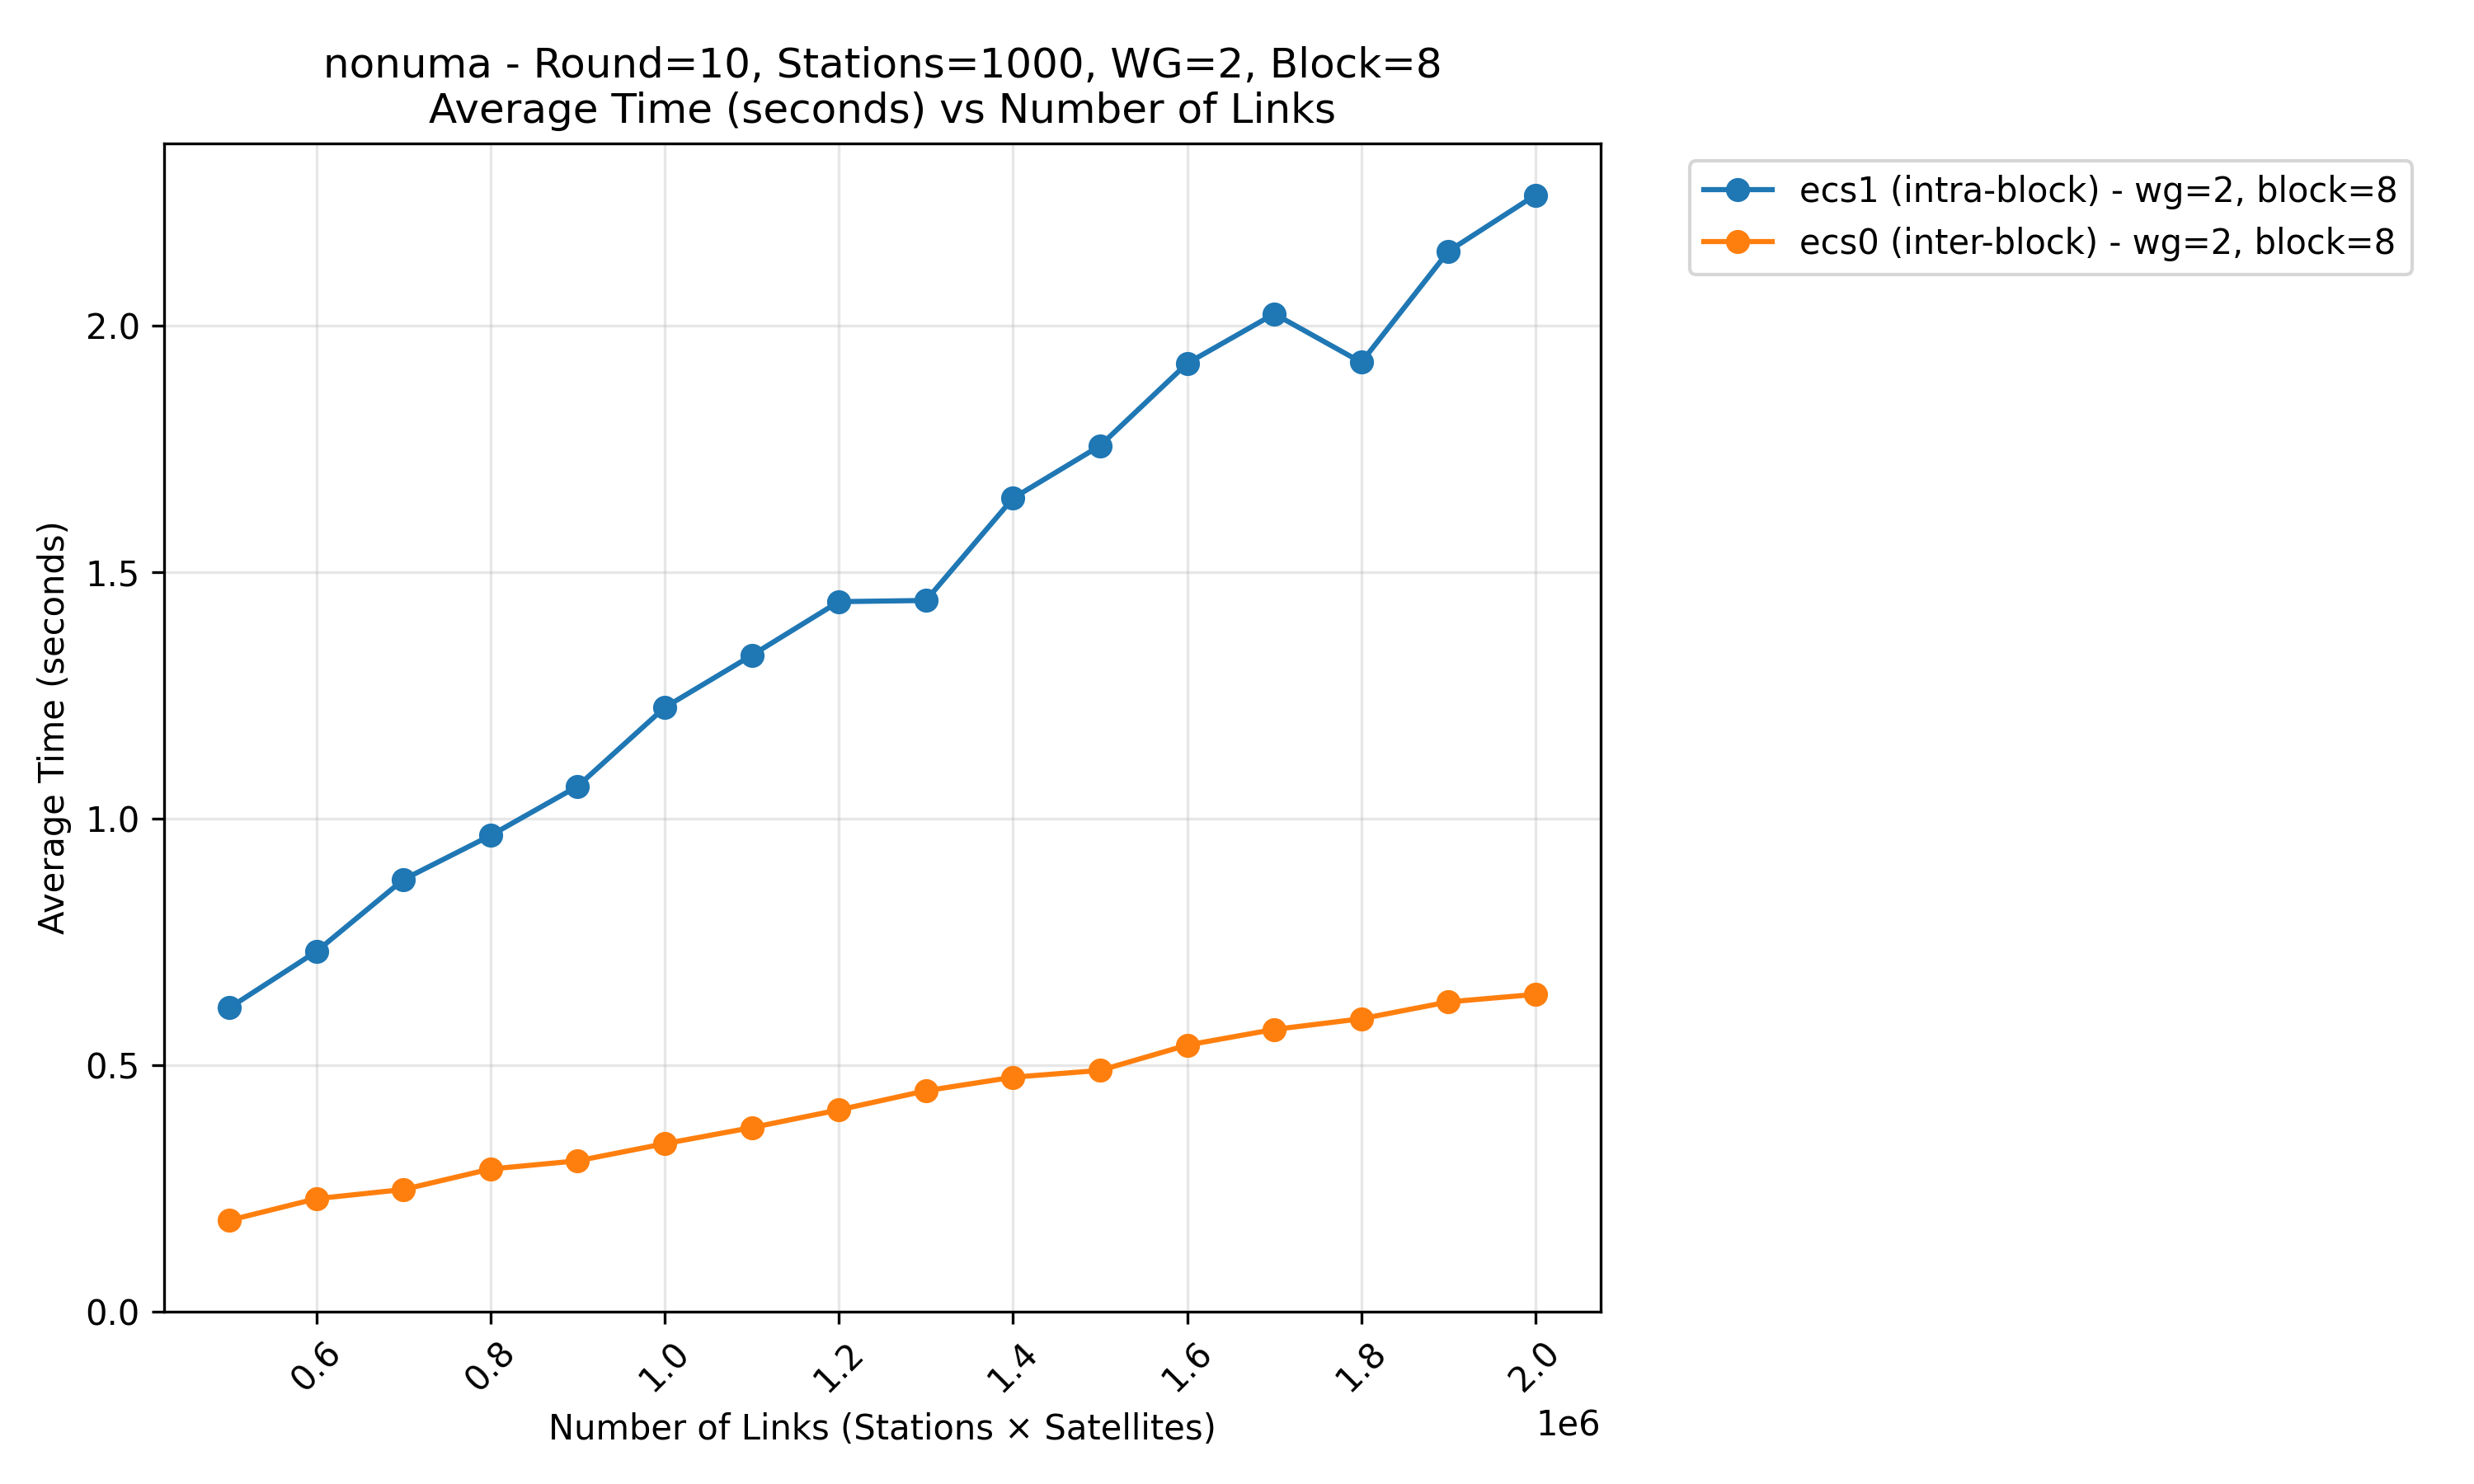 nonuma - Round=10, Stations=1000, WG=2, Block=8
Average Time (seconds) vs Number of Links
ecs1 (intra-block) - wg=2, block=8
ecs0 (inter-block) - wg=2, block=8
Average Time (seconds)
2.0
1.5
1.0
0.5
0.0
0.6
0.8
1.0
1.2
1.4
1.6
1.8
2.0
1e6
Number of Links (Stations × Satellites)